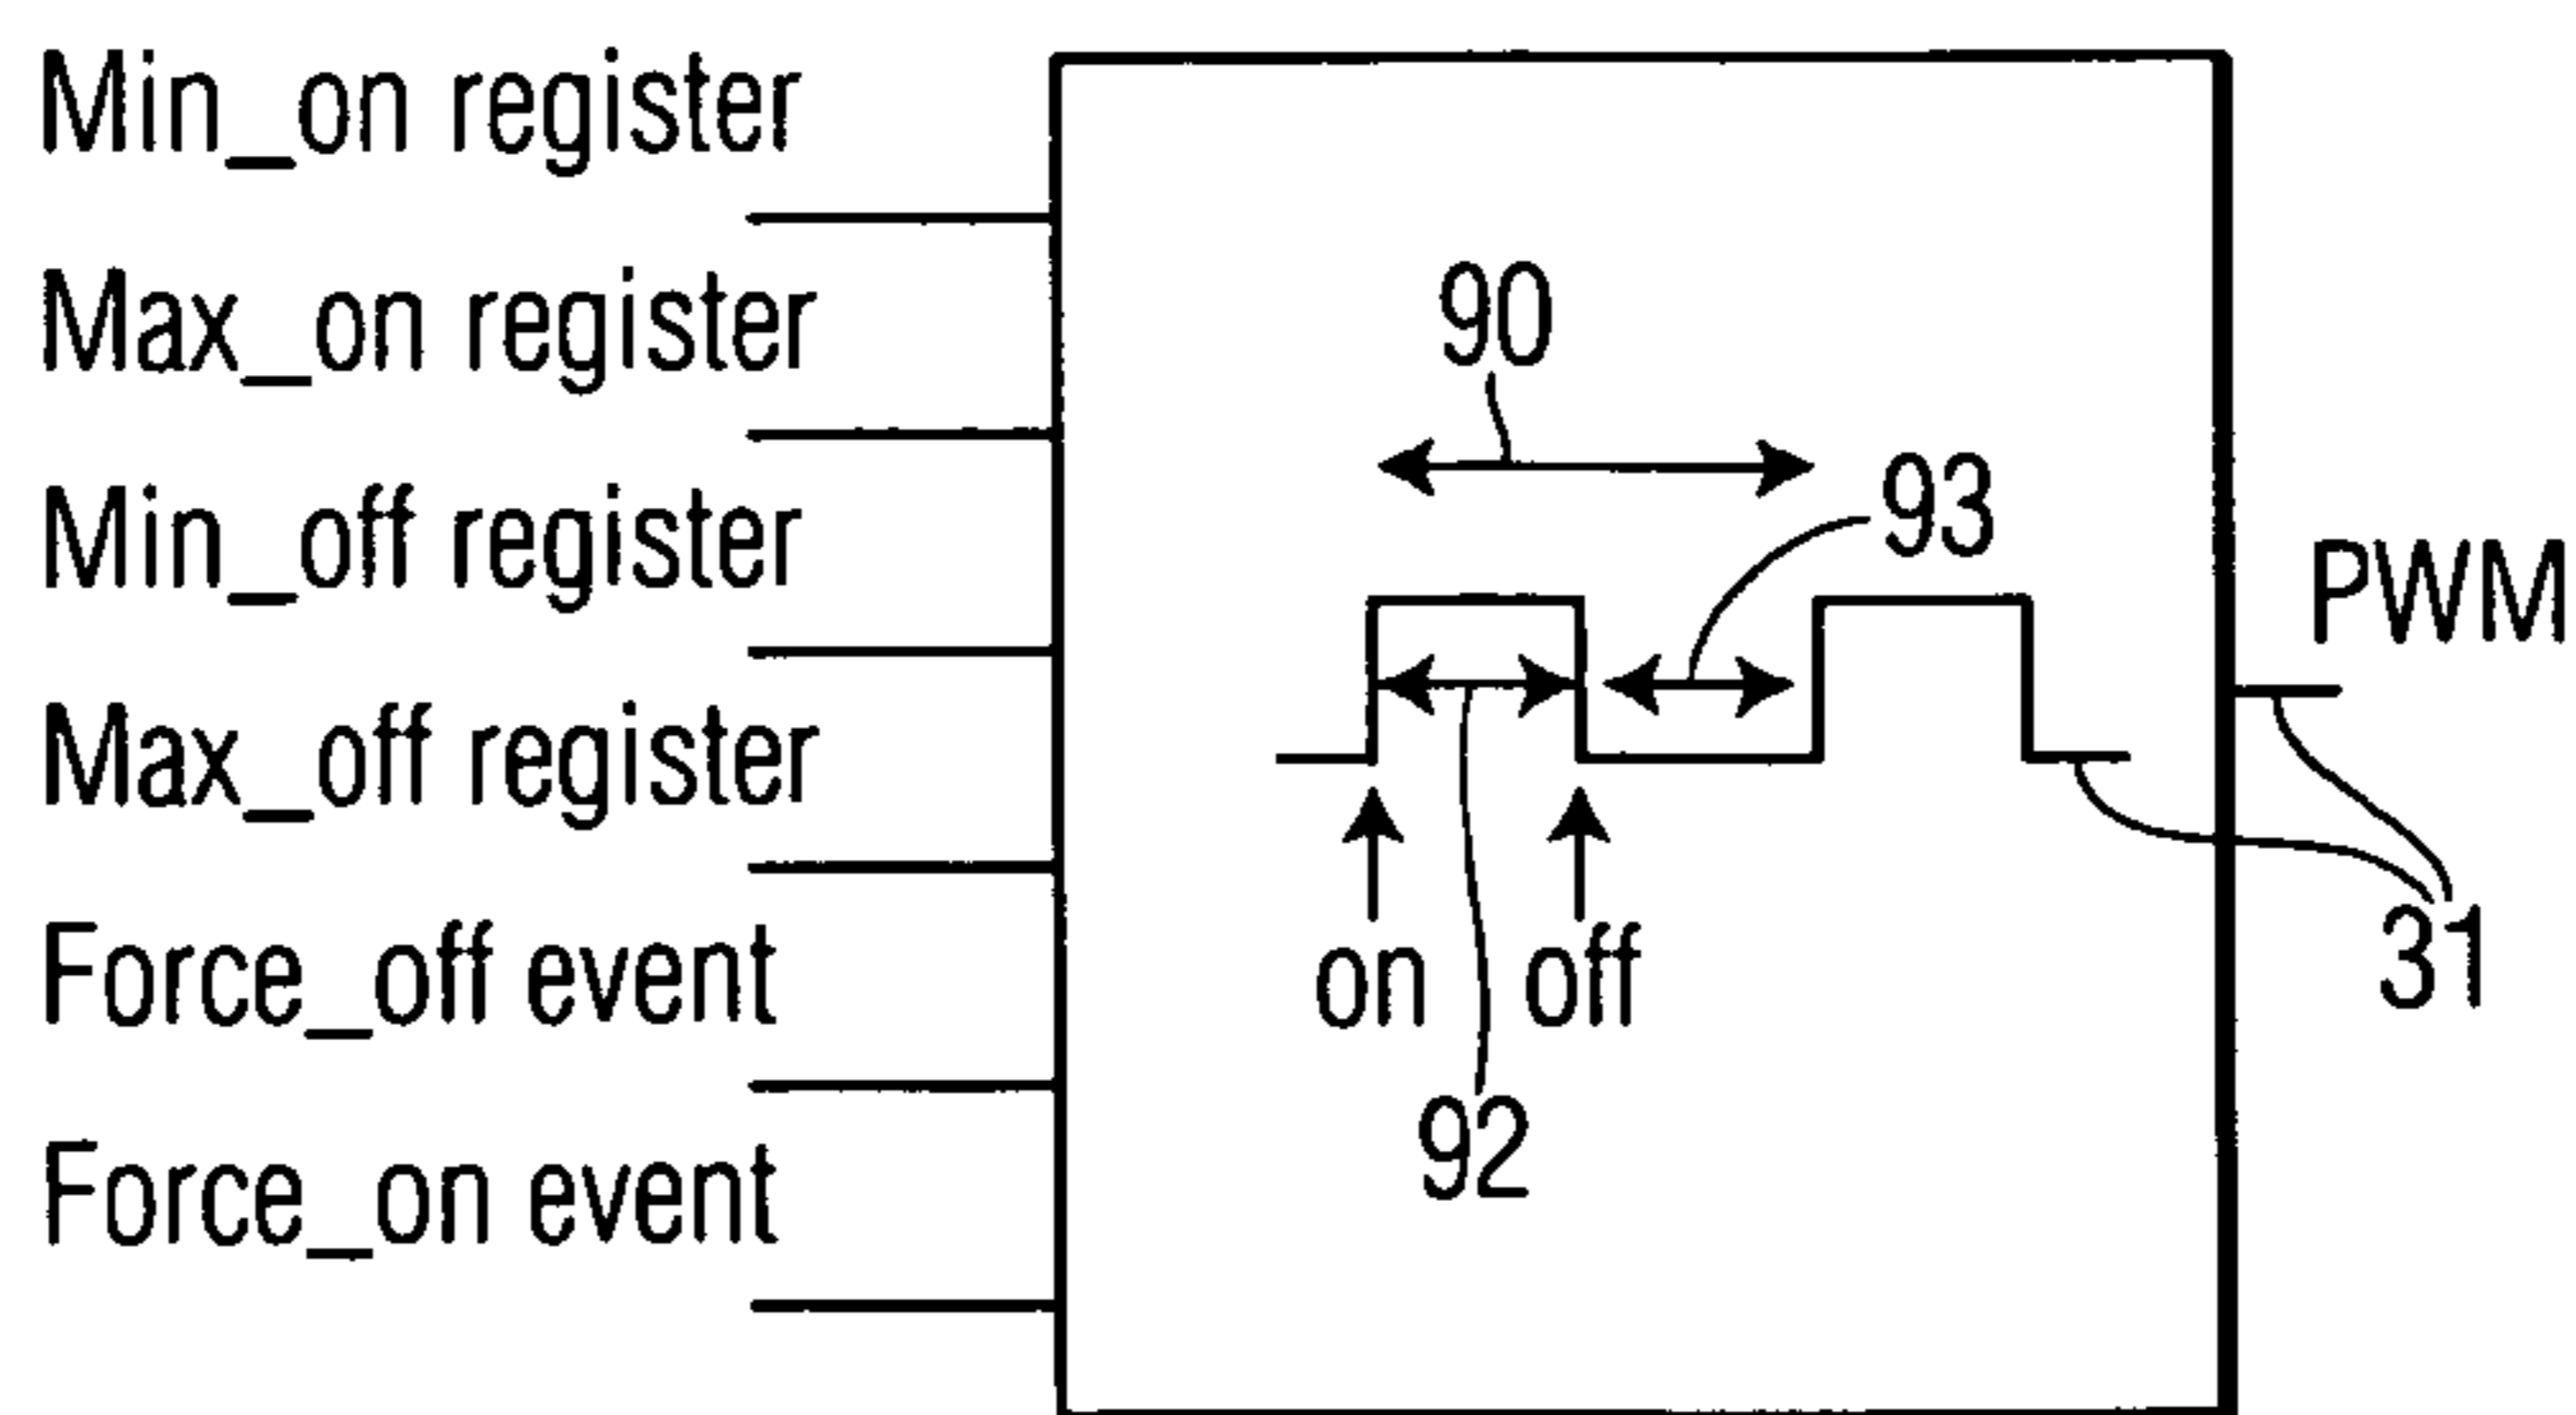 Min_on register
Max_on register
Min_off register
Max_off register
Force_off event
Force_on event
90
93
on off
92
PWM
31